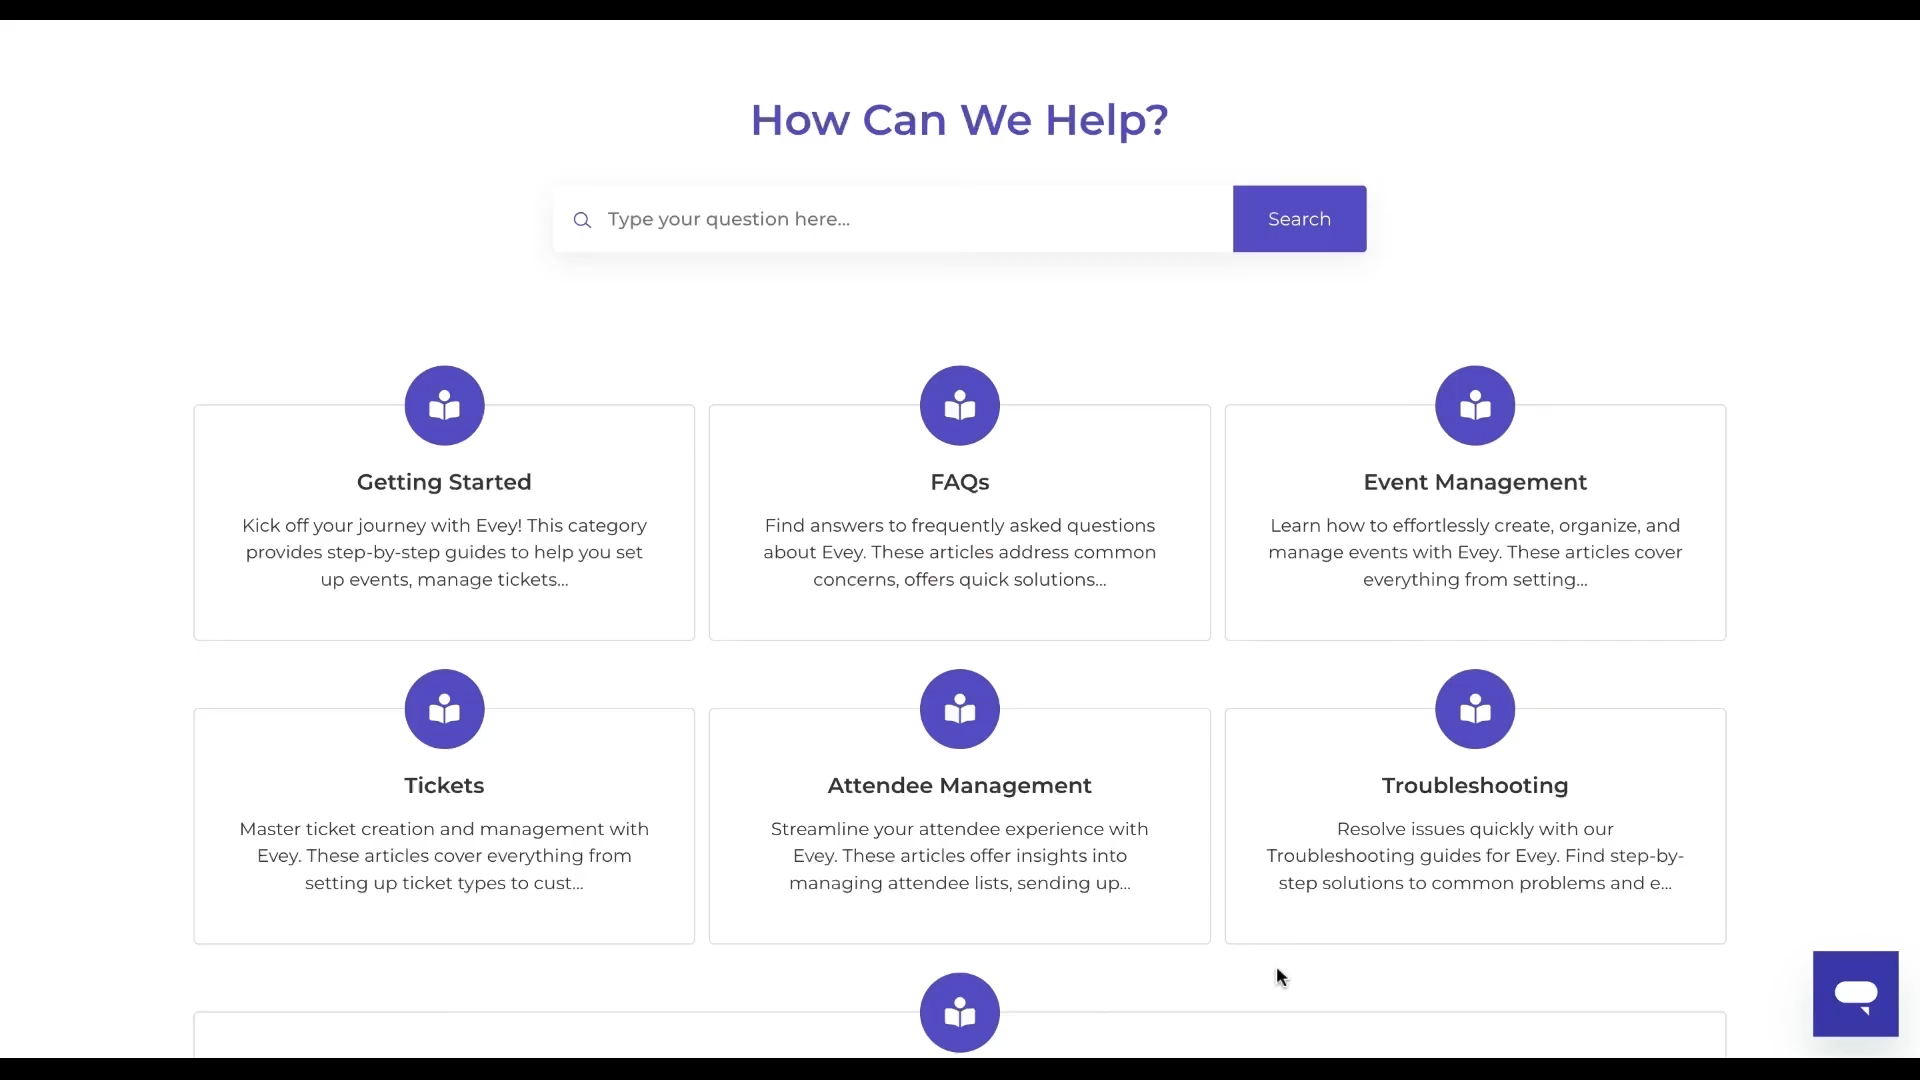 How Can We Help?
Type your question here...
Search
Getting Started
Kick off your journey with Evey! This category
provides step-by-step guides to help you set
up events, manage tickets...
FAQs
Find answers to frequently asked questions
about Evey. These articles address common
concerns, offers quick solutions...
Event Management
Learn how to effortlessly create, organize, and
manage events with Evey. These articles cover
everything from setting...
Tickets
Master ticket creation and management with
Evey. These articles cover everything from
setting up ticket types to cust...
Attendee Management
Streamline your attendee experience with
Evey. These articles offer insights into
managing attendee lists, sending up...
Troubleshooting
Resolve issues quickly with our
Troubleshooting guides for Evey. Find step-by-
step solutions to common problems and e...